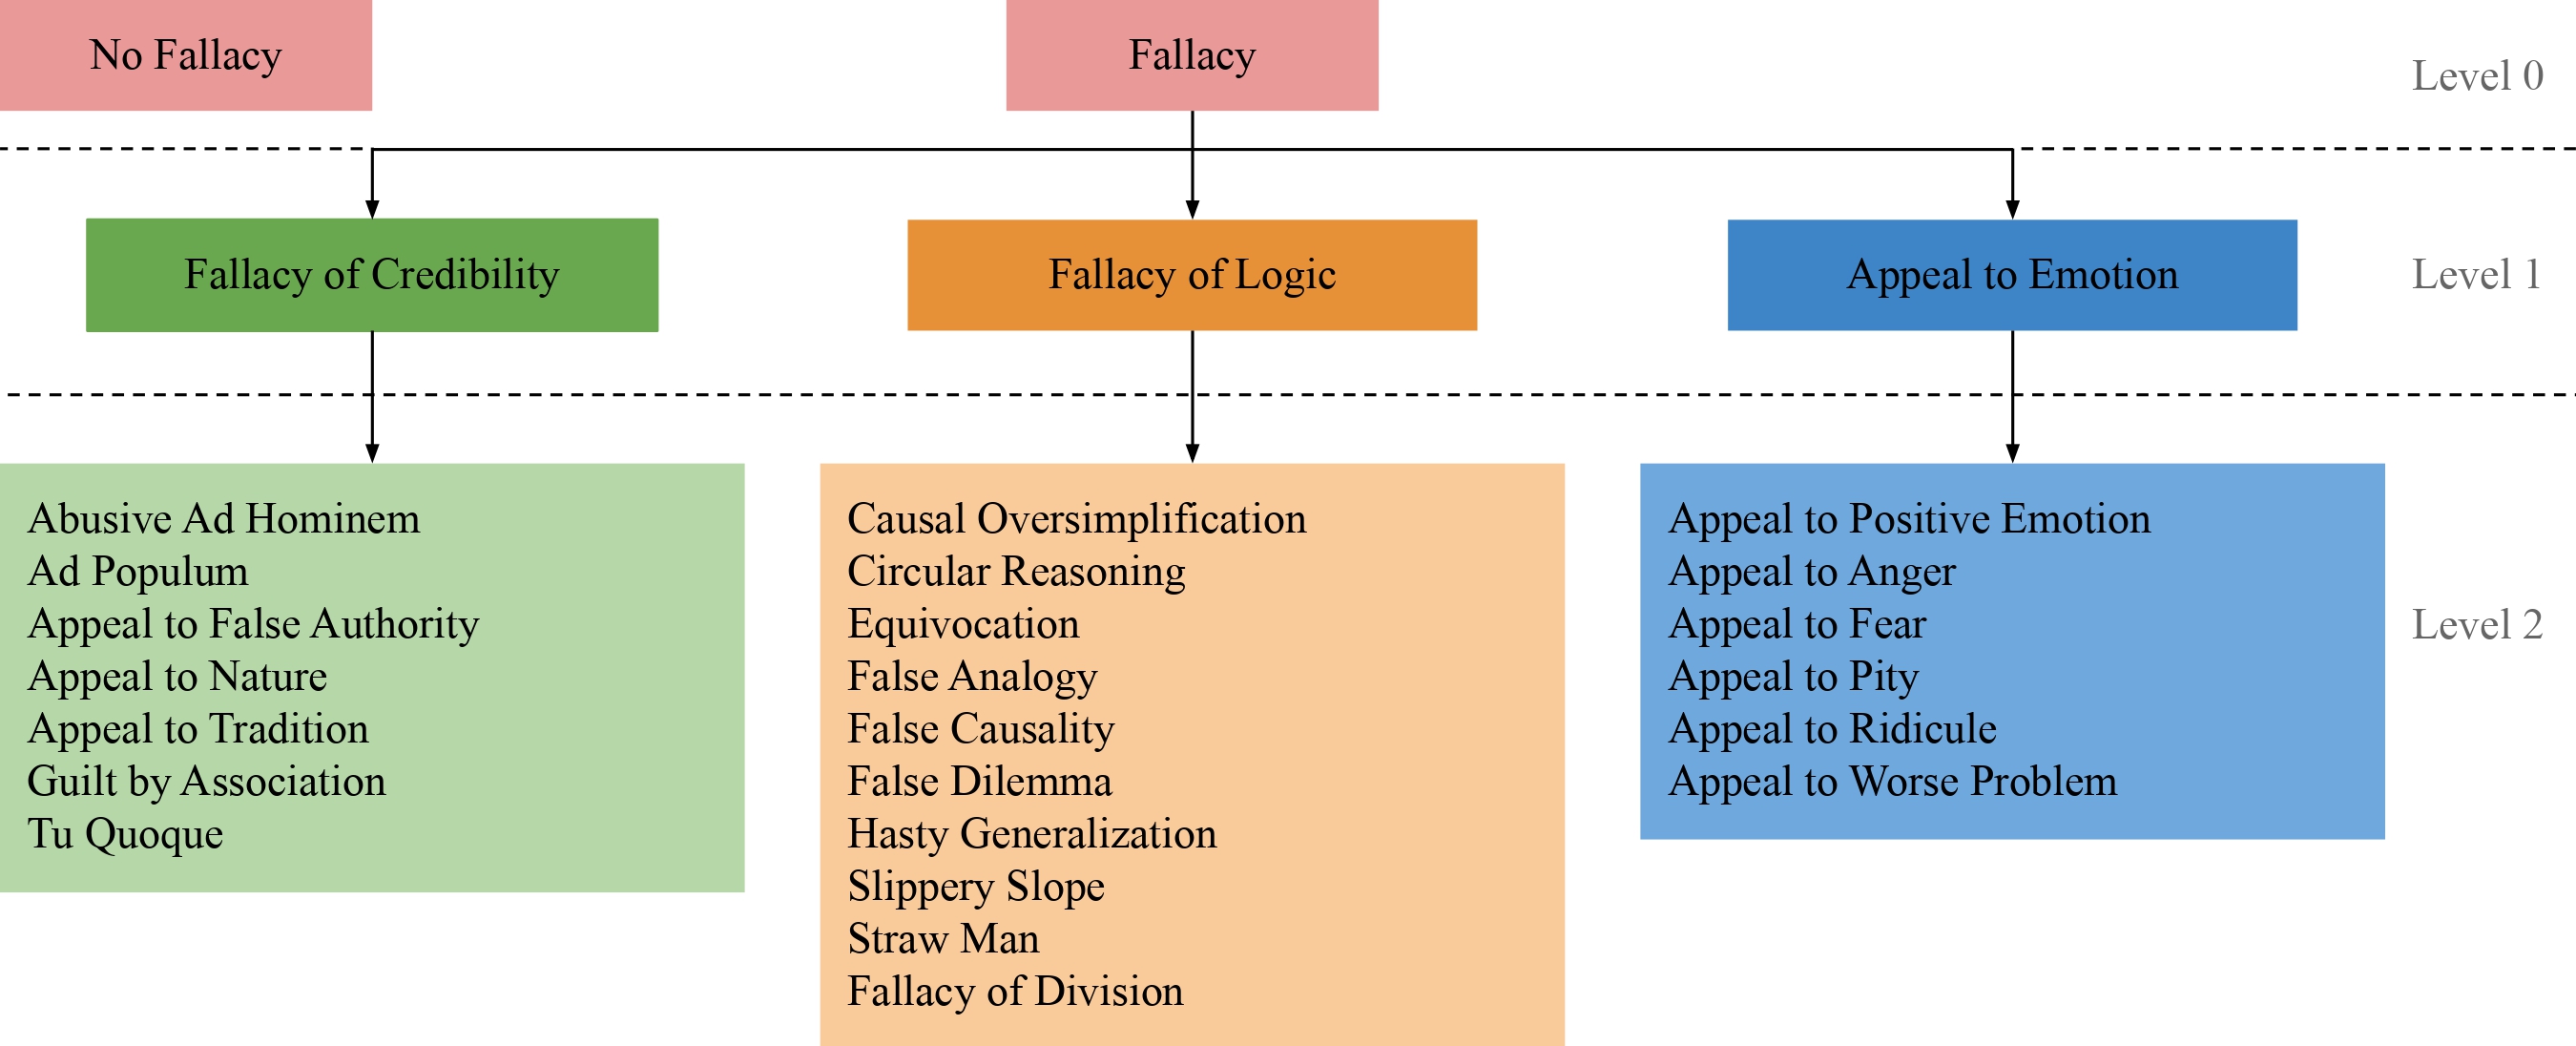 No Fallacy
Fallacy
Level 0
Fallacy of Credibility
Fallacy of Logic
Appeal to Emotion
Level 1
Abusive Ad Hominem
Ad Populum
Appeal to False Authority
Appeal to Nature
Appeal to Tradition
Guilt by Association
Tu Quoque
Causal Oversimplification
Circular Reasoning
Equivocation
False Analogy
False Causality
False Dilemma
Hasty Generalization
Slippery Slope
Straw Man
Fallacy of Division
Appeal to Positive Emotion
Appeal to Anger
Appeal to Fear
Appeal to Pity
Appeal to Ridicule
Appeal to Worse Problem
Level 2